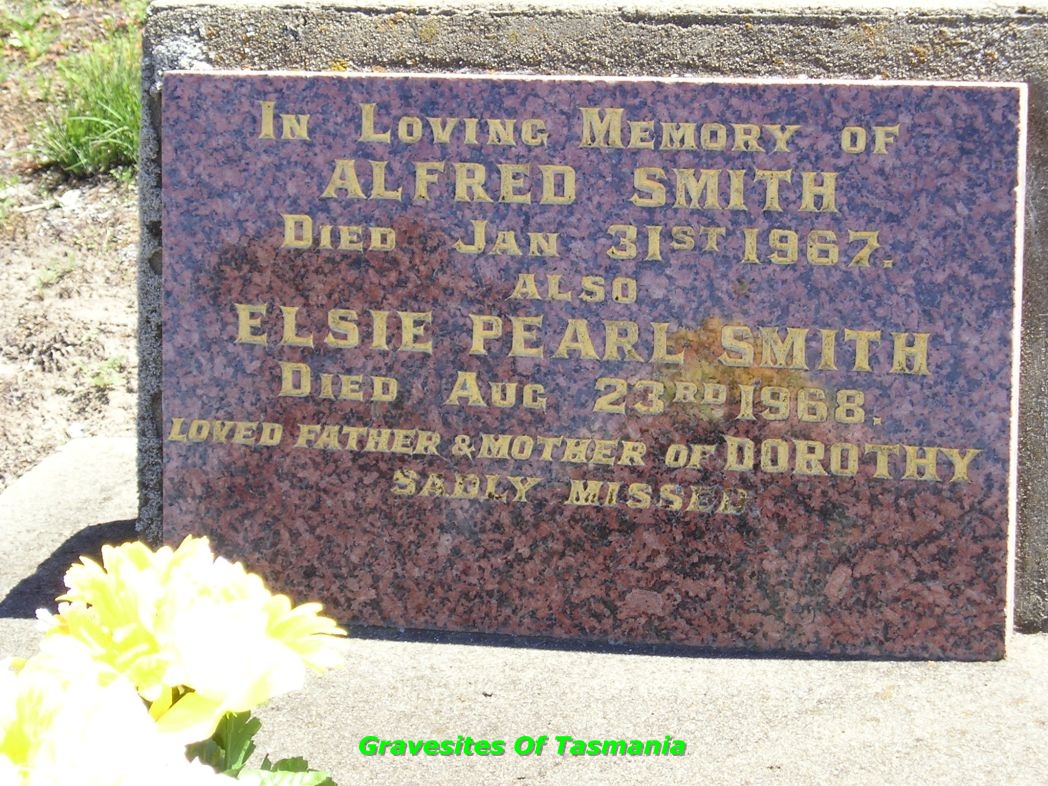 In Loving Memory of
ALFRED SMITH
Died Jan 31ST 1967.
ALSO
ELSIE PEARL SMITH
Died Aug 23RD 1968.
LOVED FATHER & MOTHER OF DOROTHY
SADLY MISSED
Gravesites Of Tasmania